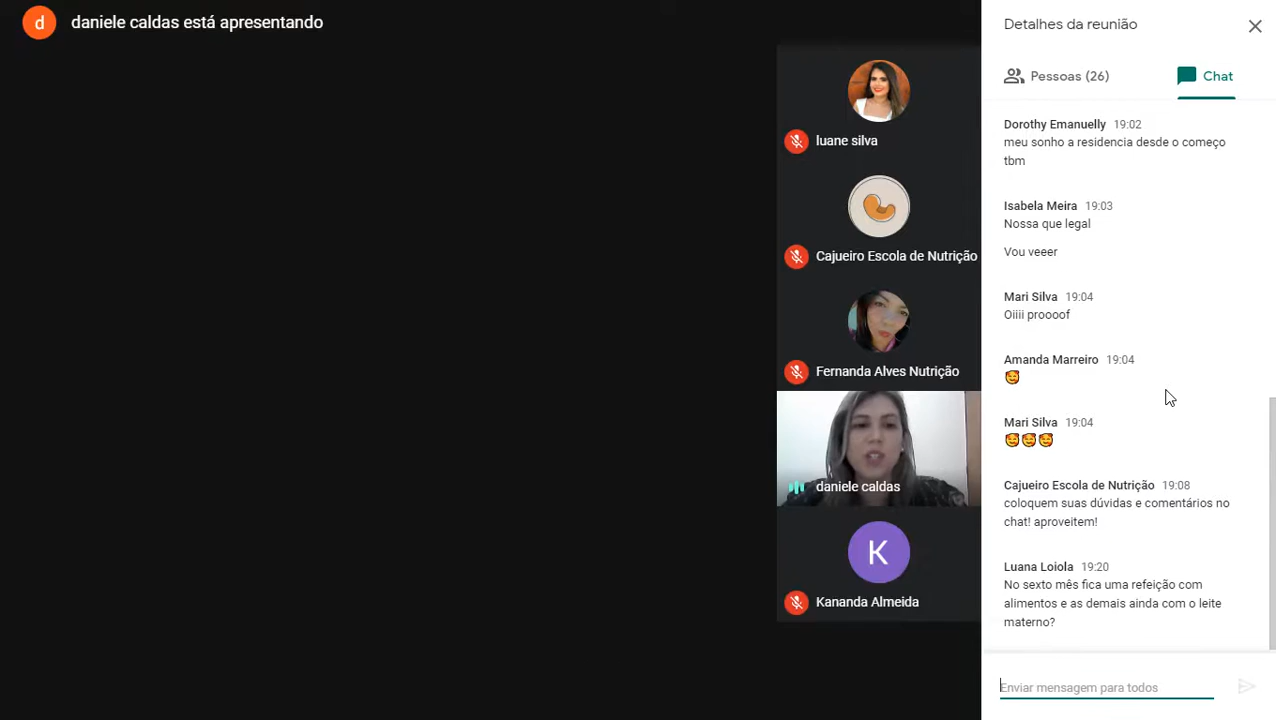 d
daniele caldas está apresentando
luane silva
Cajueiro Escola de Nutrição
Fernanda Alves Nutrição
daniele caldas
K
Kananda Almeida
Detalhes da reunião
Pessoas (26)
Chat
Dorothy Emanuelly 19:02
meu sonho a residencia desde o começo
tbm
Isabela Meira 19:03
Nossa que legal
Vou veeer
Mari Silva 19:04
Oiiii proooof
Amanda Marreiro 19:04
Mari Silva 19:04
Cajueiro Escola de Nutrição 19:08
coloquem suas dúvidas e comentários no
chat! aproveitem!
Luana Loiola 19:20
No sexto mês fica uma refeição com
alimentos e as demais ainda com o leite
materno?
Enviar mensagem para todos